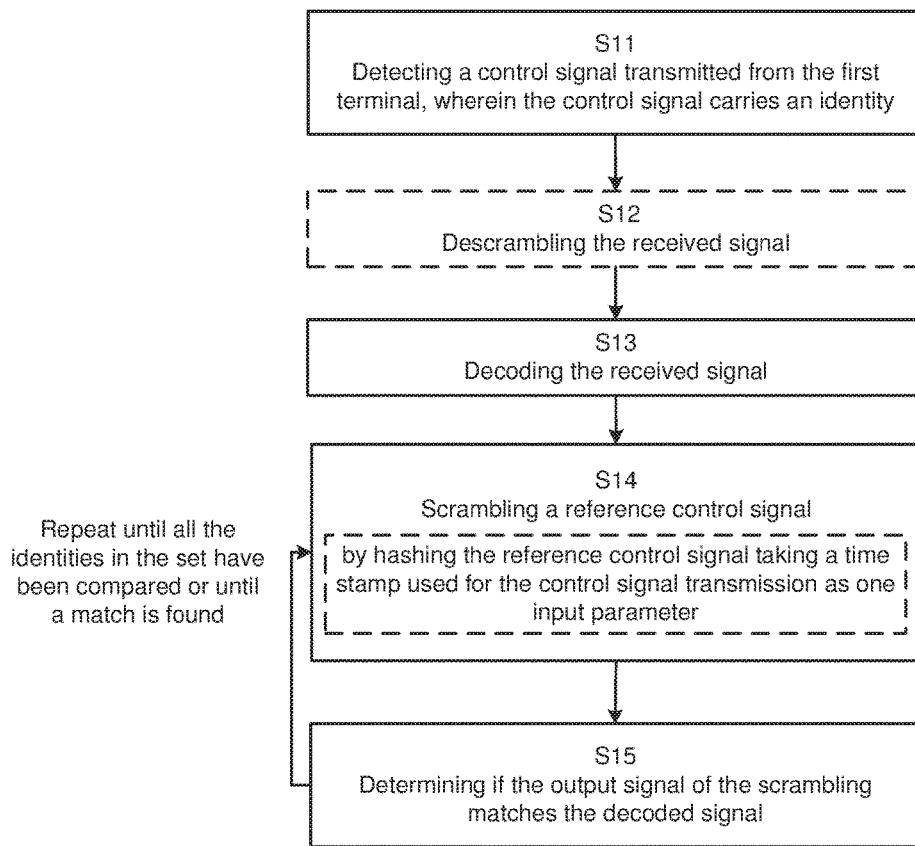 S11
Detecting a control signal transmitted from the first
terminal, wherein the control signal carries an identity
S12
Descrambling the received signal
S13
Decoding the received signal
S14
Scrambling a reference control signal
by hashing the reference control signal taking a time
stamp used for the control signal transmission as one
input parameter
Repeat until all the
identities in the set have
been compared or until
a match is found
S15
Determining if the output signal of the scrambling
matches the decoded signal